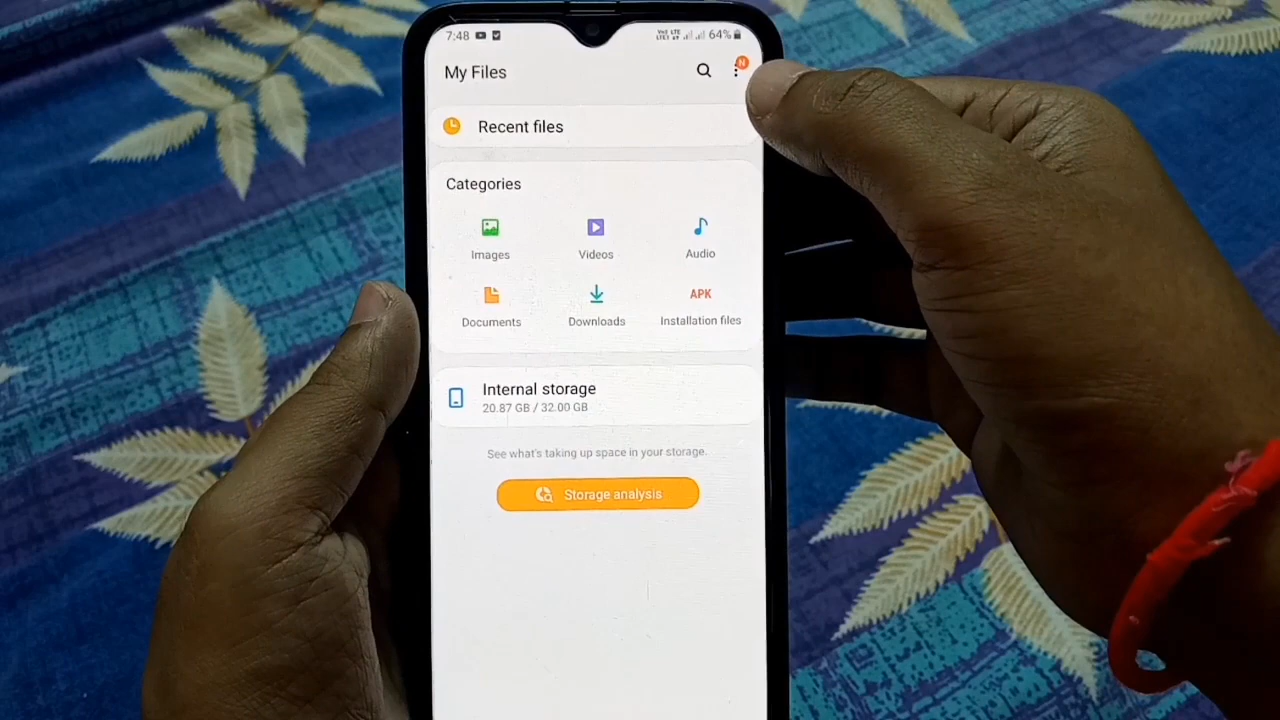 7:48 64%
My Files N
Recent files
Categories
Images Videos Audio
APK
Documents Downloads Installation files
Internal storage
20.87 GB / 32.00 GB
See what's taking up space in your storage.
Storage analysis